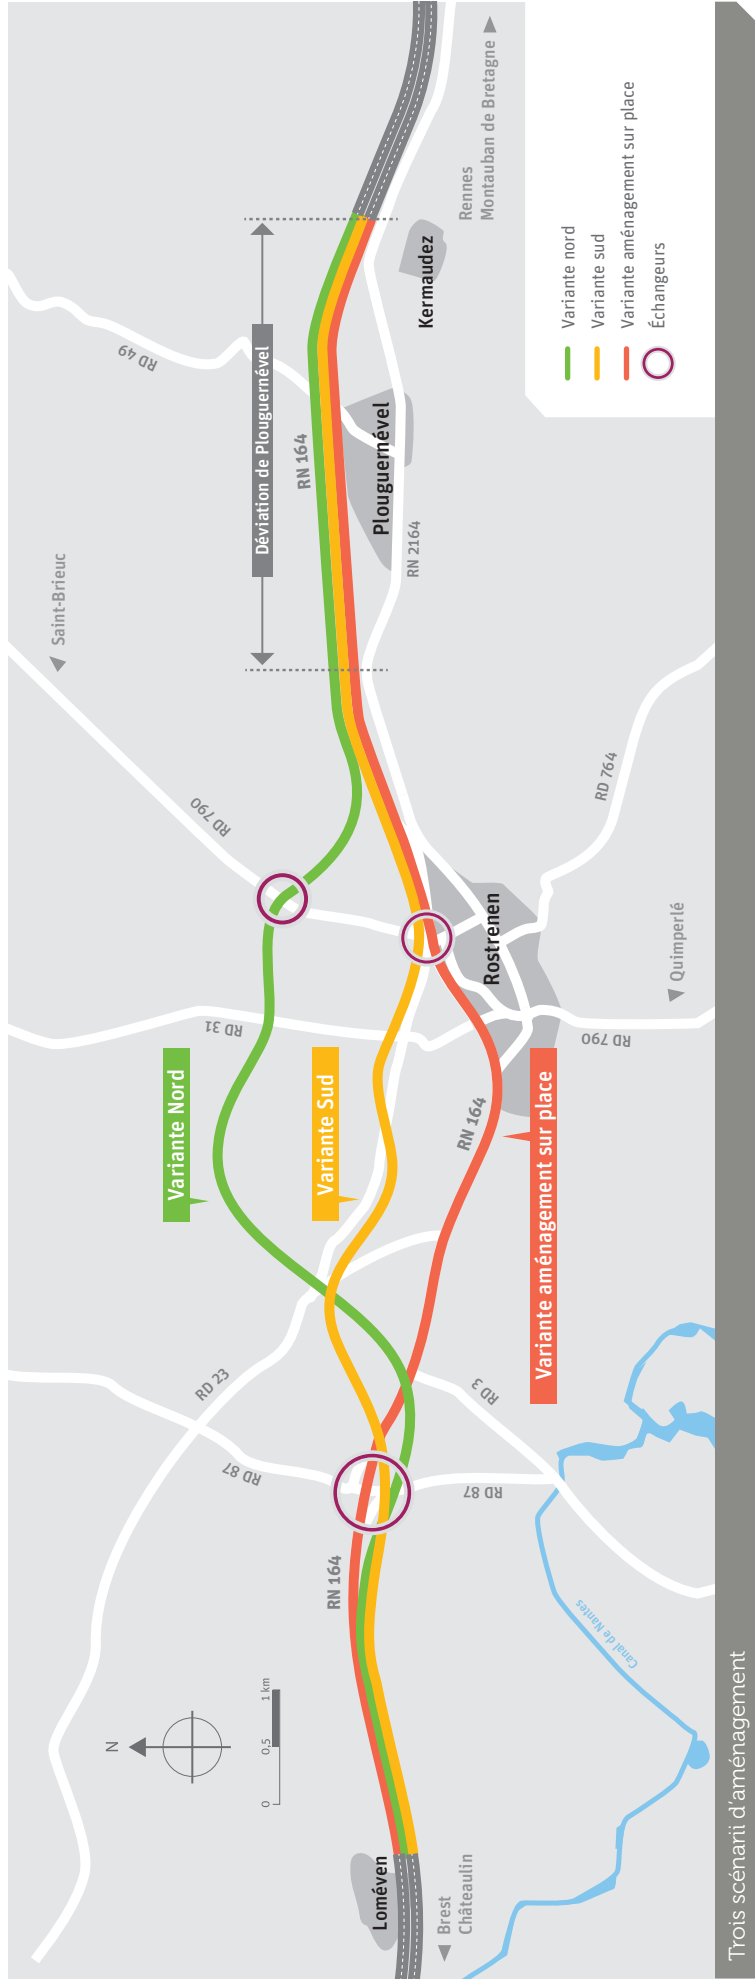 Trois scénarii d'aménagement
N
0
0,5
1 km
Loméven
Brest
Châteaulin
RN 164
RD 87
RD 23
RD 87
RD 3
Canal de Nantes
Variante Nord
Variante Sud
Variante aménagement sur place
RN 164
RD 31
RD 790
Quimperlé
Rostrenen
RD 790
Saint-Brieuc
RD 764
Déviation de Plouguernével
RN 164
RN 2164
Plouguernével
RD 49
Kermaudez
Rennes
Montauban de Bretagne
Variante nord
Variante sud
Variante aménagement sur place
Échangeurs